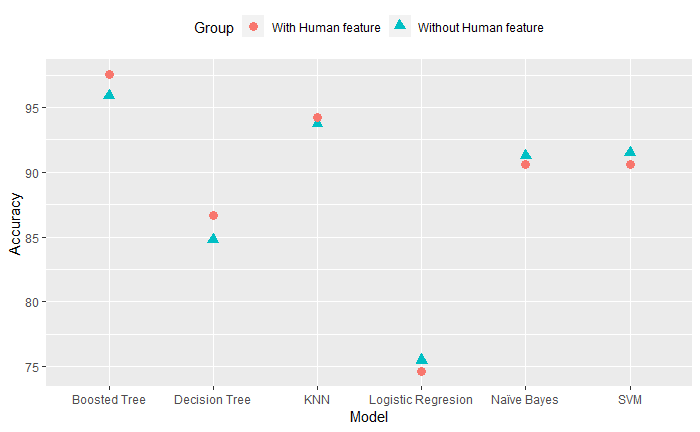 Group With Human feature Without Human feature
95
90
85
80
75
Accuracy
Boosted Tree Decision Tree KNN Logistic Regresion Naïve Bayes SVM
Model